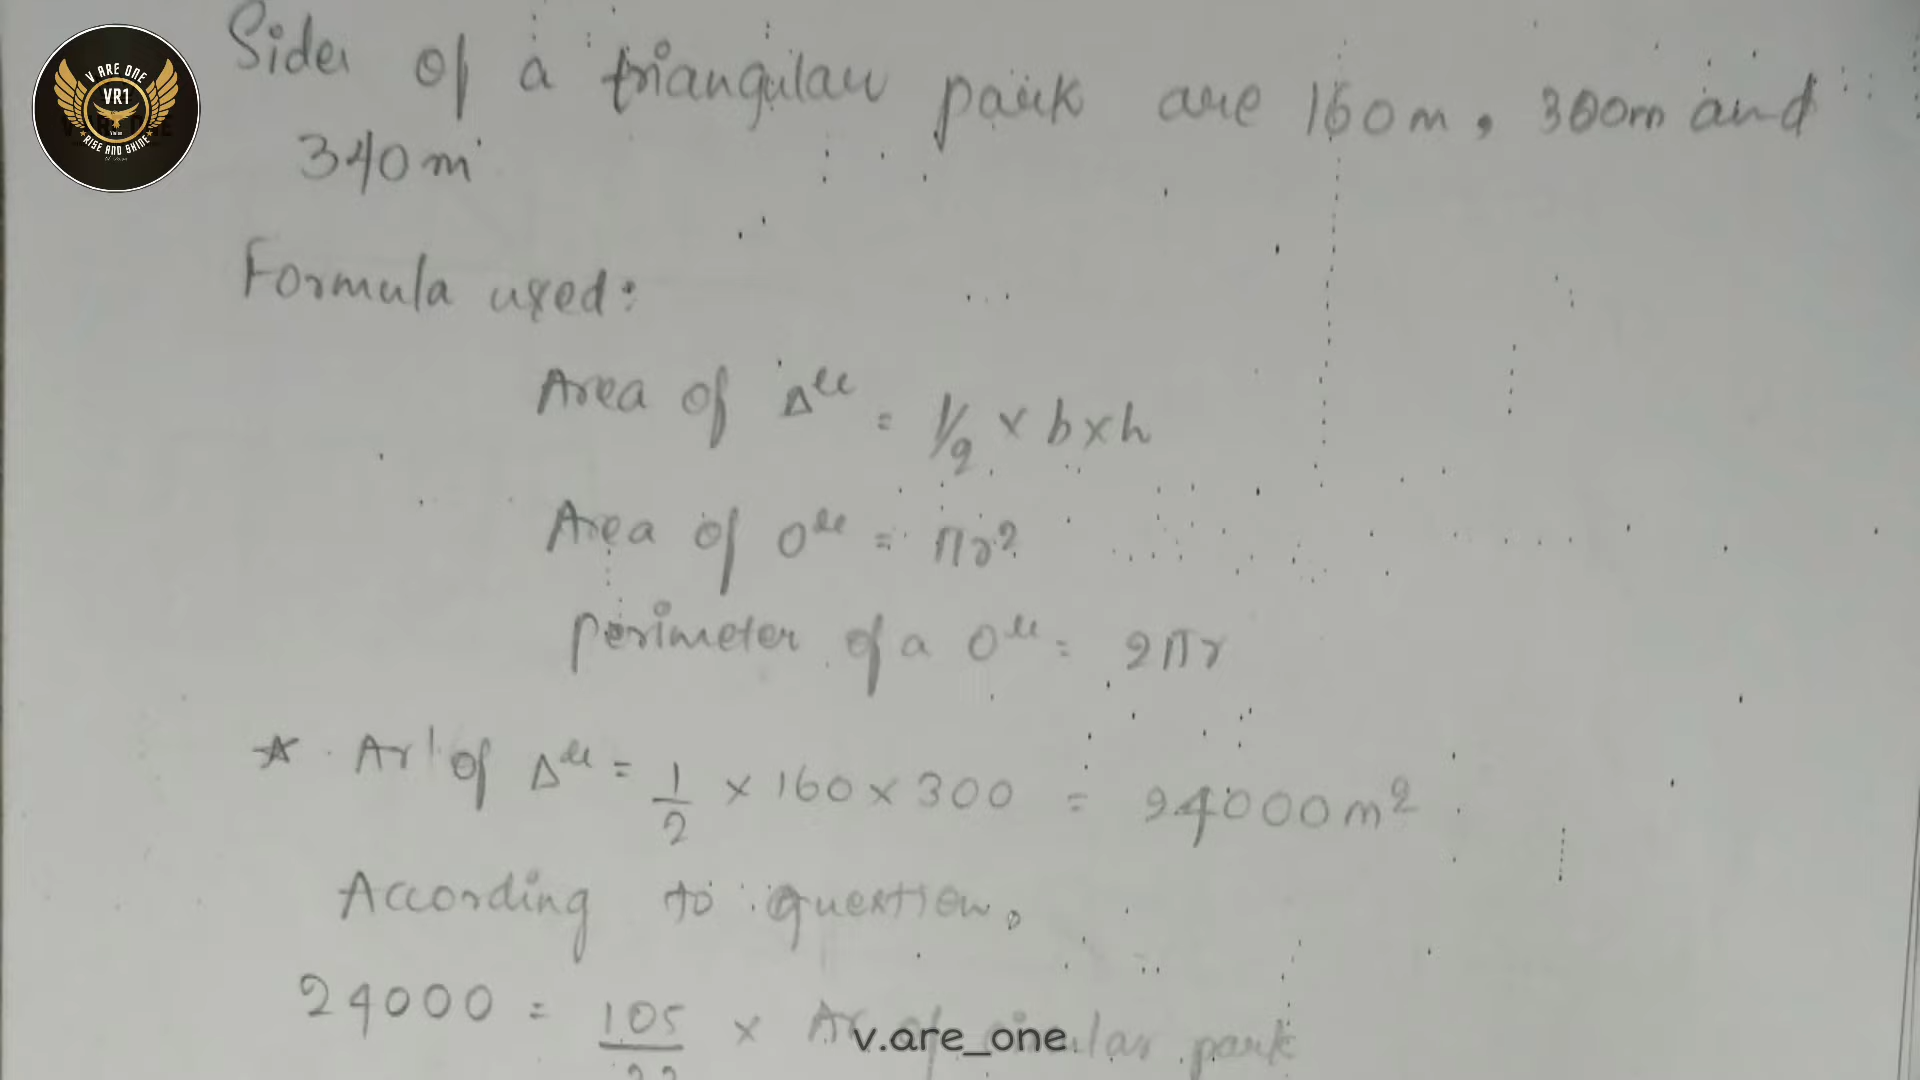 V ARE ONE
VR1
RISE AND SHINE
Sides of a triangular park are 160m, 300m and
340m
Formula used:
Area of Δle = 1/2 × b×h
Area of Ole = πr2
perimeter of a Ole = 2πr
* Ar' of Δle = 1/2 × 160 × 300 = 24000m2
According to question,
24000 = 105/22 × Ar of circular park
v.are_one